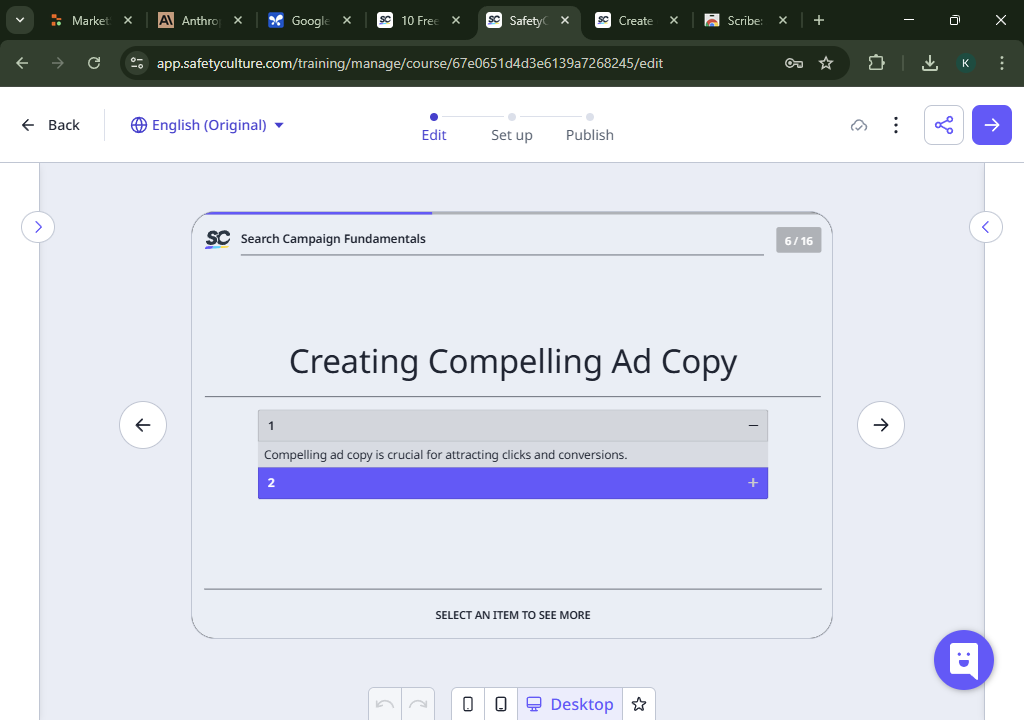 Market
Anthrop
Google
10 Free
SafetyC
Create
Scribe:
app.safetyculture.com/training/manage/course/67e0651d4d3e6139a7268245/edit
K
Back
English (Original)
Edit
Set up
Publish
SC Search Campaign Fundamentals
6 / 16
Creating Compelling Ad Copy
1
Compelling ad copy is crucial for attracting clicks and conversions.
2
SELECT AN ITEM TO SEE MORE
Desktop